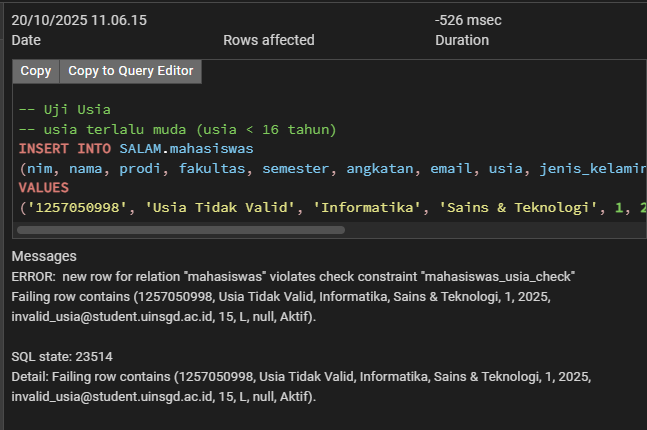 20/10/2025 11.06.15 -526 msec
Date Rows affected Duration
Copy Copy to Query Editor
-- Uji Usia
-- usia terlalu muda (usia < 16 tahun)
INSERT INTO SALAM.mahasiswas
(nim, nama, prodi, fakultas, semester, angkatan, email, usia, jenis_kelamin
VALUES
('1257050998', 'Usia Tidak Valid', 'Informatika', 'Sains & Teknologi', 1, 2
Messages
ERROR:  new row for relation "mahasiswas" violates check constraint "mahasiswas_usia_check"
Failing row contains (1257050998, Usia Tidak Valid, Informatika, Sains & Teknologi, 1, 2025,
invalid_usia@student.uinsgd.ac.id, 15, L, null, Aktif).
SQL state: 23514
Detail: Failing row contains (1257050998, Usia Tidak Valid, Informatika, Sains & Teknologi, 1, 2025,
invalid_usia@student.uinsgd.ac.id, 15, L, null, Aktif).